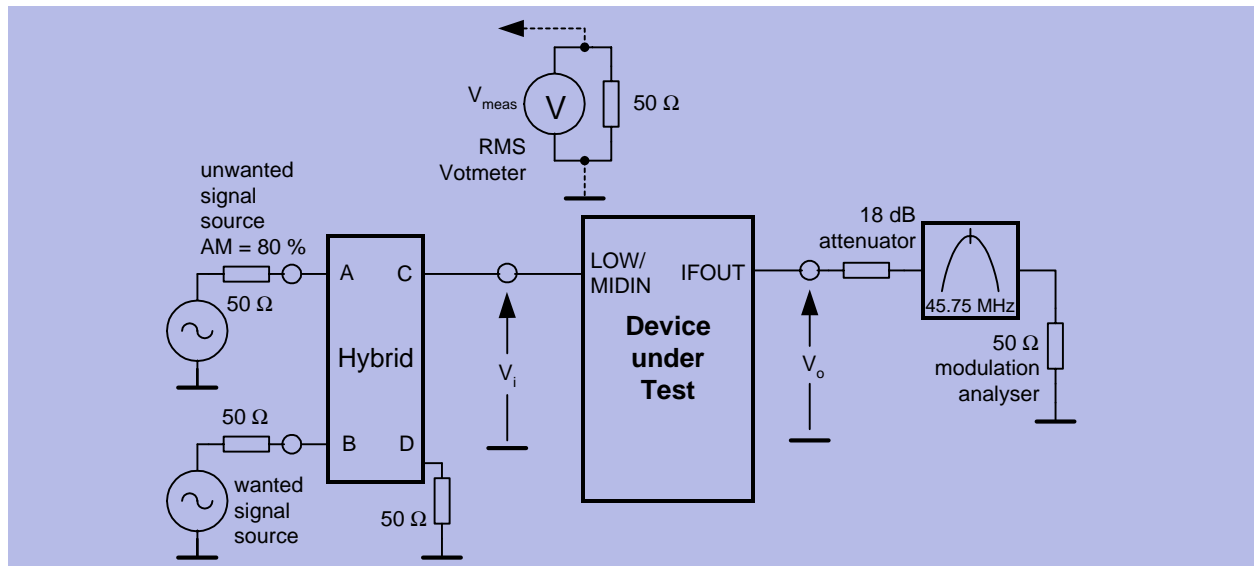 V
50 Ω
Vmeas
RMS
Votmeter
unwanted
signal
source
AM = 80 %
50 Ω
A
C
Hybrid
B
D
50 Ω
wanted
signal
source
50 Ω
Vi
LOW/
MIDIN
IFOUT
Device
under
Test
Vo
18 dB
attenuator
45.75 MHz
50 Ω
modulation
analyser